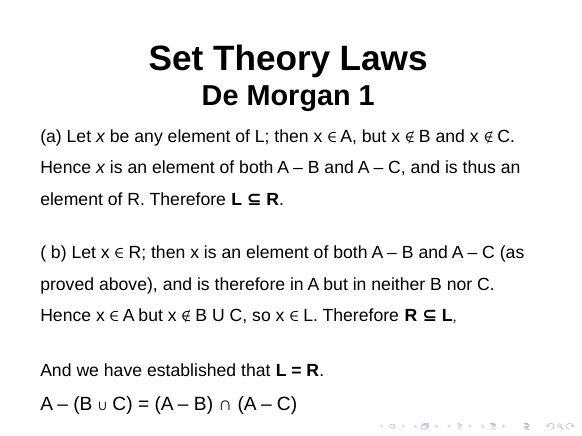 Set Theory Laws
De Morgan 1
(a) Let x be any element of L; then x ∈ A, but x ∉ B and x ∉ C.
Hence x is an element of both A – B and A – C, and is thus an
element of R. Therefore L ⊆ R.
( b) Let x ∈ R; then x is an element of both A – B and A – C (as
proved above), and is therefore in A but in neither B nor C.
Hence x ∈ A but x ∉ B U C, so x ∈ L. Therefore R ⊆ L,
And we have established that L = R.
A – (B ∪ C) = (A – B) ∩ (A – C)